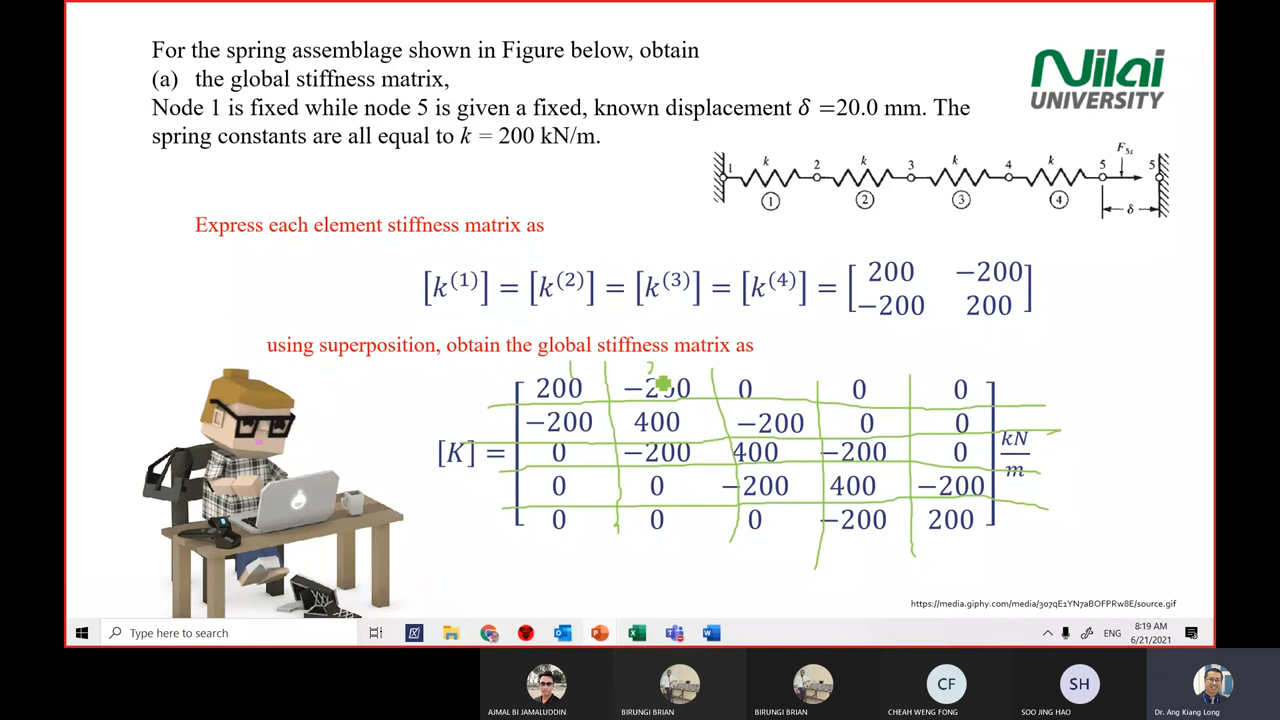 For the spring assemblage shown in Figure below, obtain
(a) the global stiffness matrix,
Node 1 is fixed while node 5 is given a fixed, known displacement δ =20.0 mm. The
spring constants are all equal to k = 200 kN/m.
Nilai
UNIVERSITY
1 k 2 k 3 k 4 k 5 F5x 5
1 2 3 4 δ
Express each element stiffness matrix as
[k(1)] = [k(2)] = [k(3)] = [k(4)] = [ 200 −200
−200 200 ]
using superposition, obtain the global stiffness matrix as
1
200 −200 0 0 0
−200 400 −200 0 0
[K] = 0 −200 400 −200 0 kN/m
0 0 −200 400 −200
0 0 0 −200 200
https://media.giphy.com/media/3o7qE1YN7aBOFPRw8E/source.gif
Type here to search
ENG
8:19 AM
6/21/2021
AJMAL BI JAMALUDDIN
BIRUNGI BRIAN
BIRUNGI BRIAN
CF
CHEAH WENG FONG
SH
SOO JING HAO
Dr. Ang Kiang Long